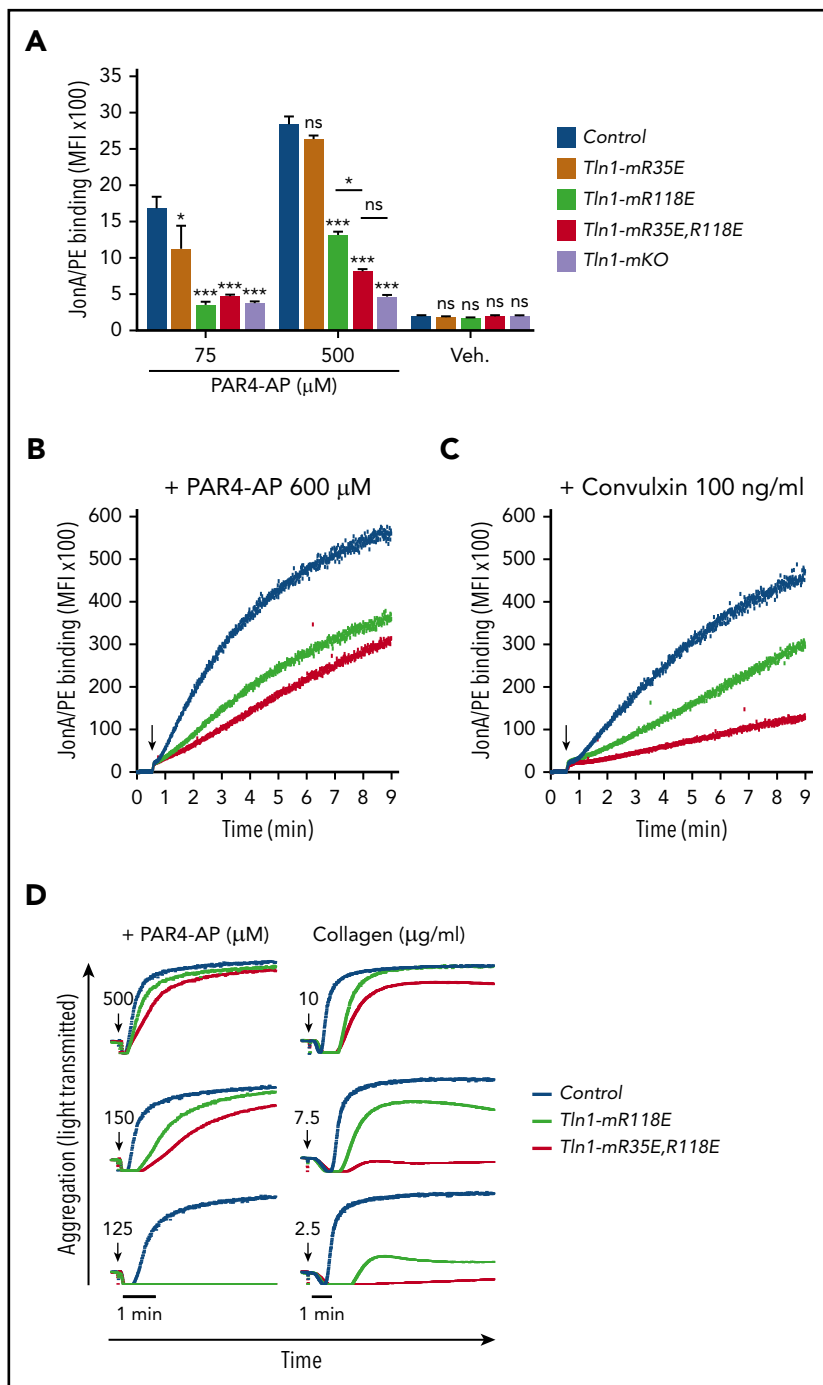 A
JonA/PE binding (MFI x100)
35
30
25
20
15
10
5
0
*
***
***
***
ns
*
ns
***
***
***
ns
ns
ns
ns
75
500
Veh.
PAR4-AP (μM)
Control
Tln1-mR35E
Tln1-mR118E
Tln1-mR35E,R118E
Tln1-mKO
B
+ PAR4-AP 600 μM
JonA/PE binding (MFI x100)
600
500
400
300
200
100
0
0 1 2 3 4 5 6 7 8 9
Time (min)
C
+ Convulxin 100 ng/ml
JonA/PE binding (MFI x100)
600
500
400
300
200
100
0
0 1 2 3 4 5 6 7 8 9
Time (min)
D
+ PAR4-AP (μM)
Collagen (μg/ml)
Aggregation (light transmitted)
500
10
150
7.5
125
2.5
1 min
1 min
Time
Control
Tln1-mR118E
Tln1-mR35E,R118E